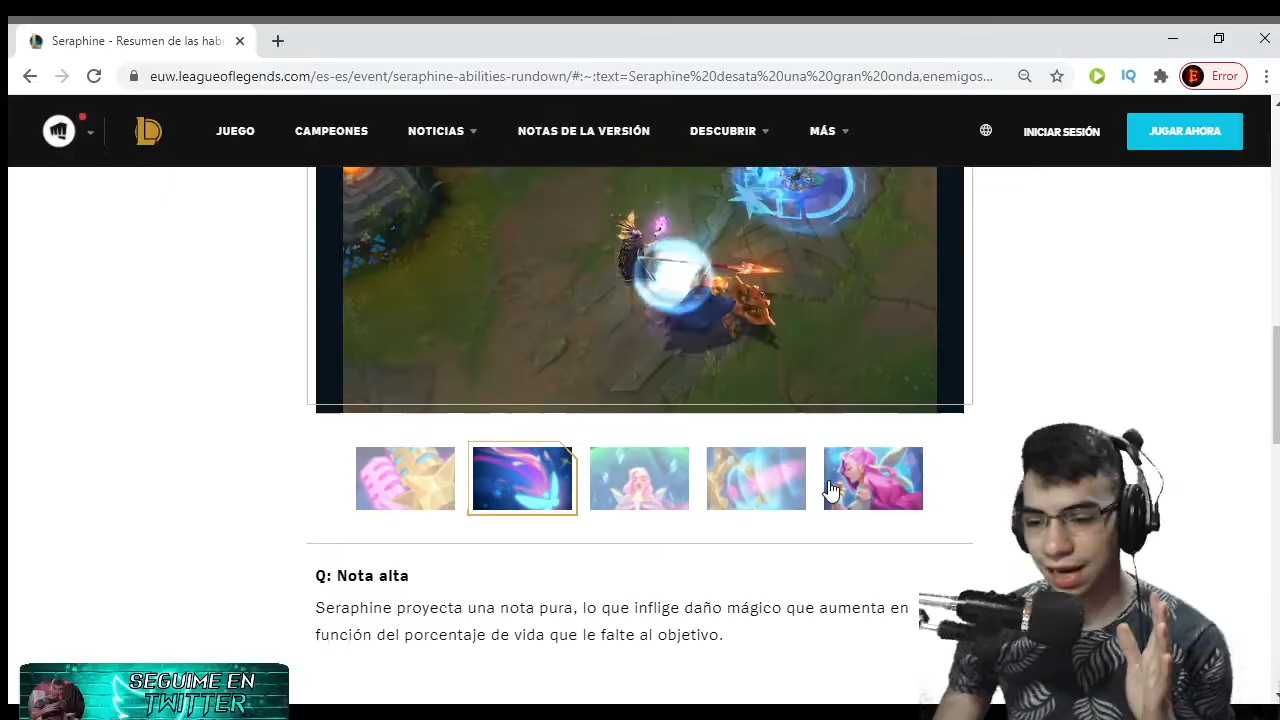 Seraphine - Resumen de las hab
euw.leagueoflegends.com/es-es/event/seraphine-abilities-rundown/#:~:text=Seraphine%20desata%20una%20gran%20onda,enemigos...
IQ
E Error
JUEGO CAMPEONES NOTICIAS NOTAS DE LA VERSIÓN DESCUBRIR MÁS INICIAR SESIÓN JUGAR AHORA
Q: Nota alta
Seraphine proyecta una nota pura, lo que inflige daño mágico que aumenta en
función del porcentaje de vida que le falte al objetivo.
SEGUIME EN
TWITTER